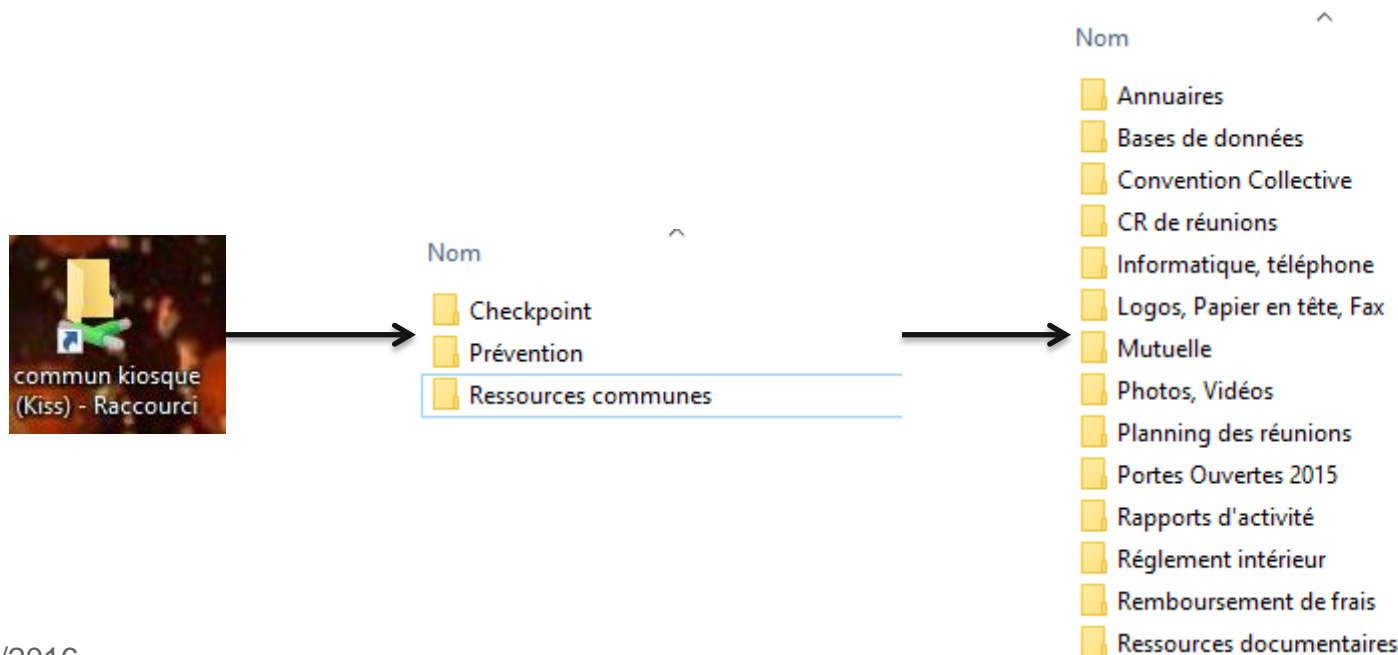 commun kiosque
(Kiss) - Raccourci
Nom
Checkpoint
Prévention
Ressources communes
Nom
Annuaires
Bases de données
Convention Collective
CR de réunions
Informatique, téléphone
Logos, Papier en tête, Fax
Mutuelle
Photos, Vidéos
Planning des réunions
Portes Ouvertes 2015
Rapports d'activité
Réglement intérieur
Remboursement de frais
Ressources documentaires
/2016